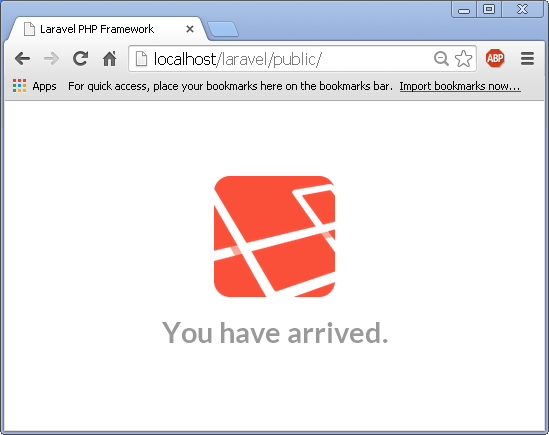 Laravel PHP Framework
localhost/laravel/public/
ABP
Apps For quick access, place your bookmarks here on the bookmarks bar. Import bookmarks now...
You have arrived.